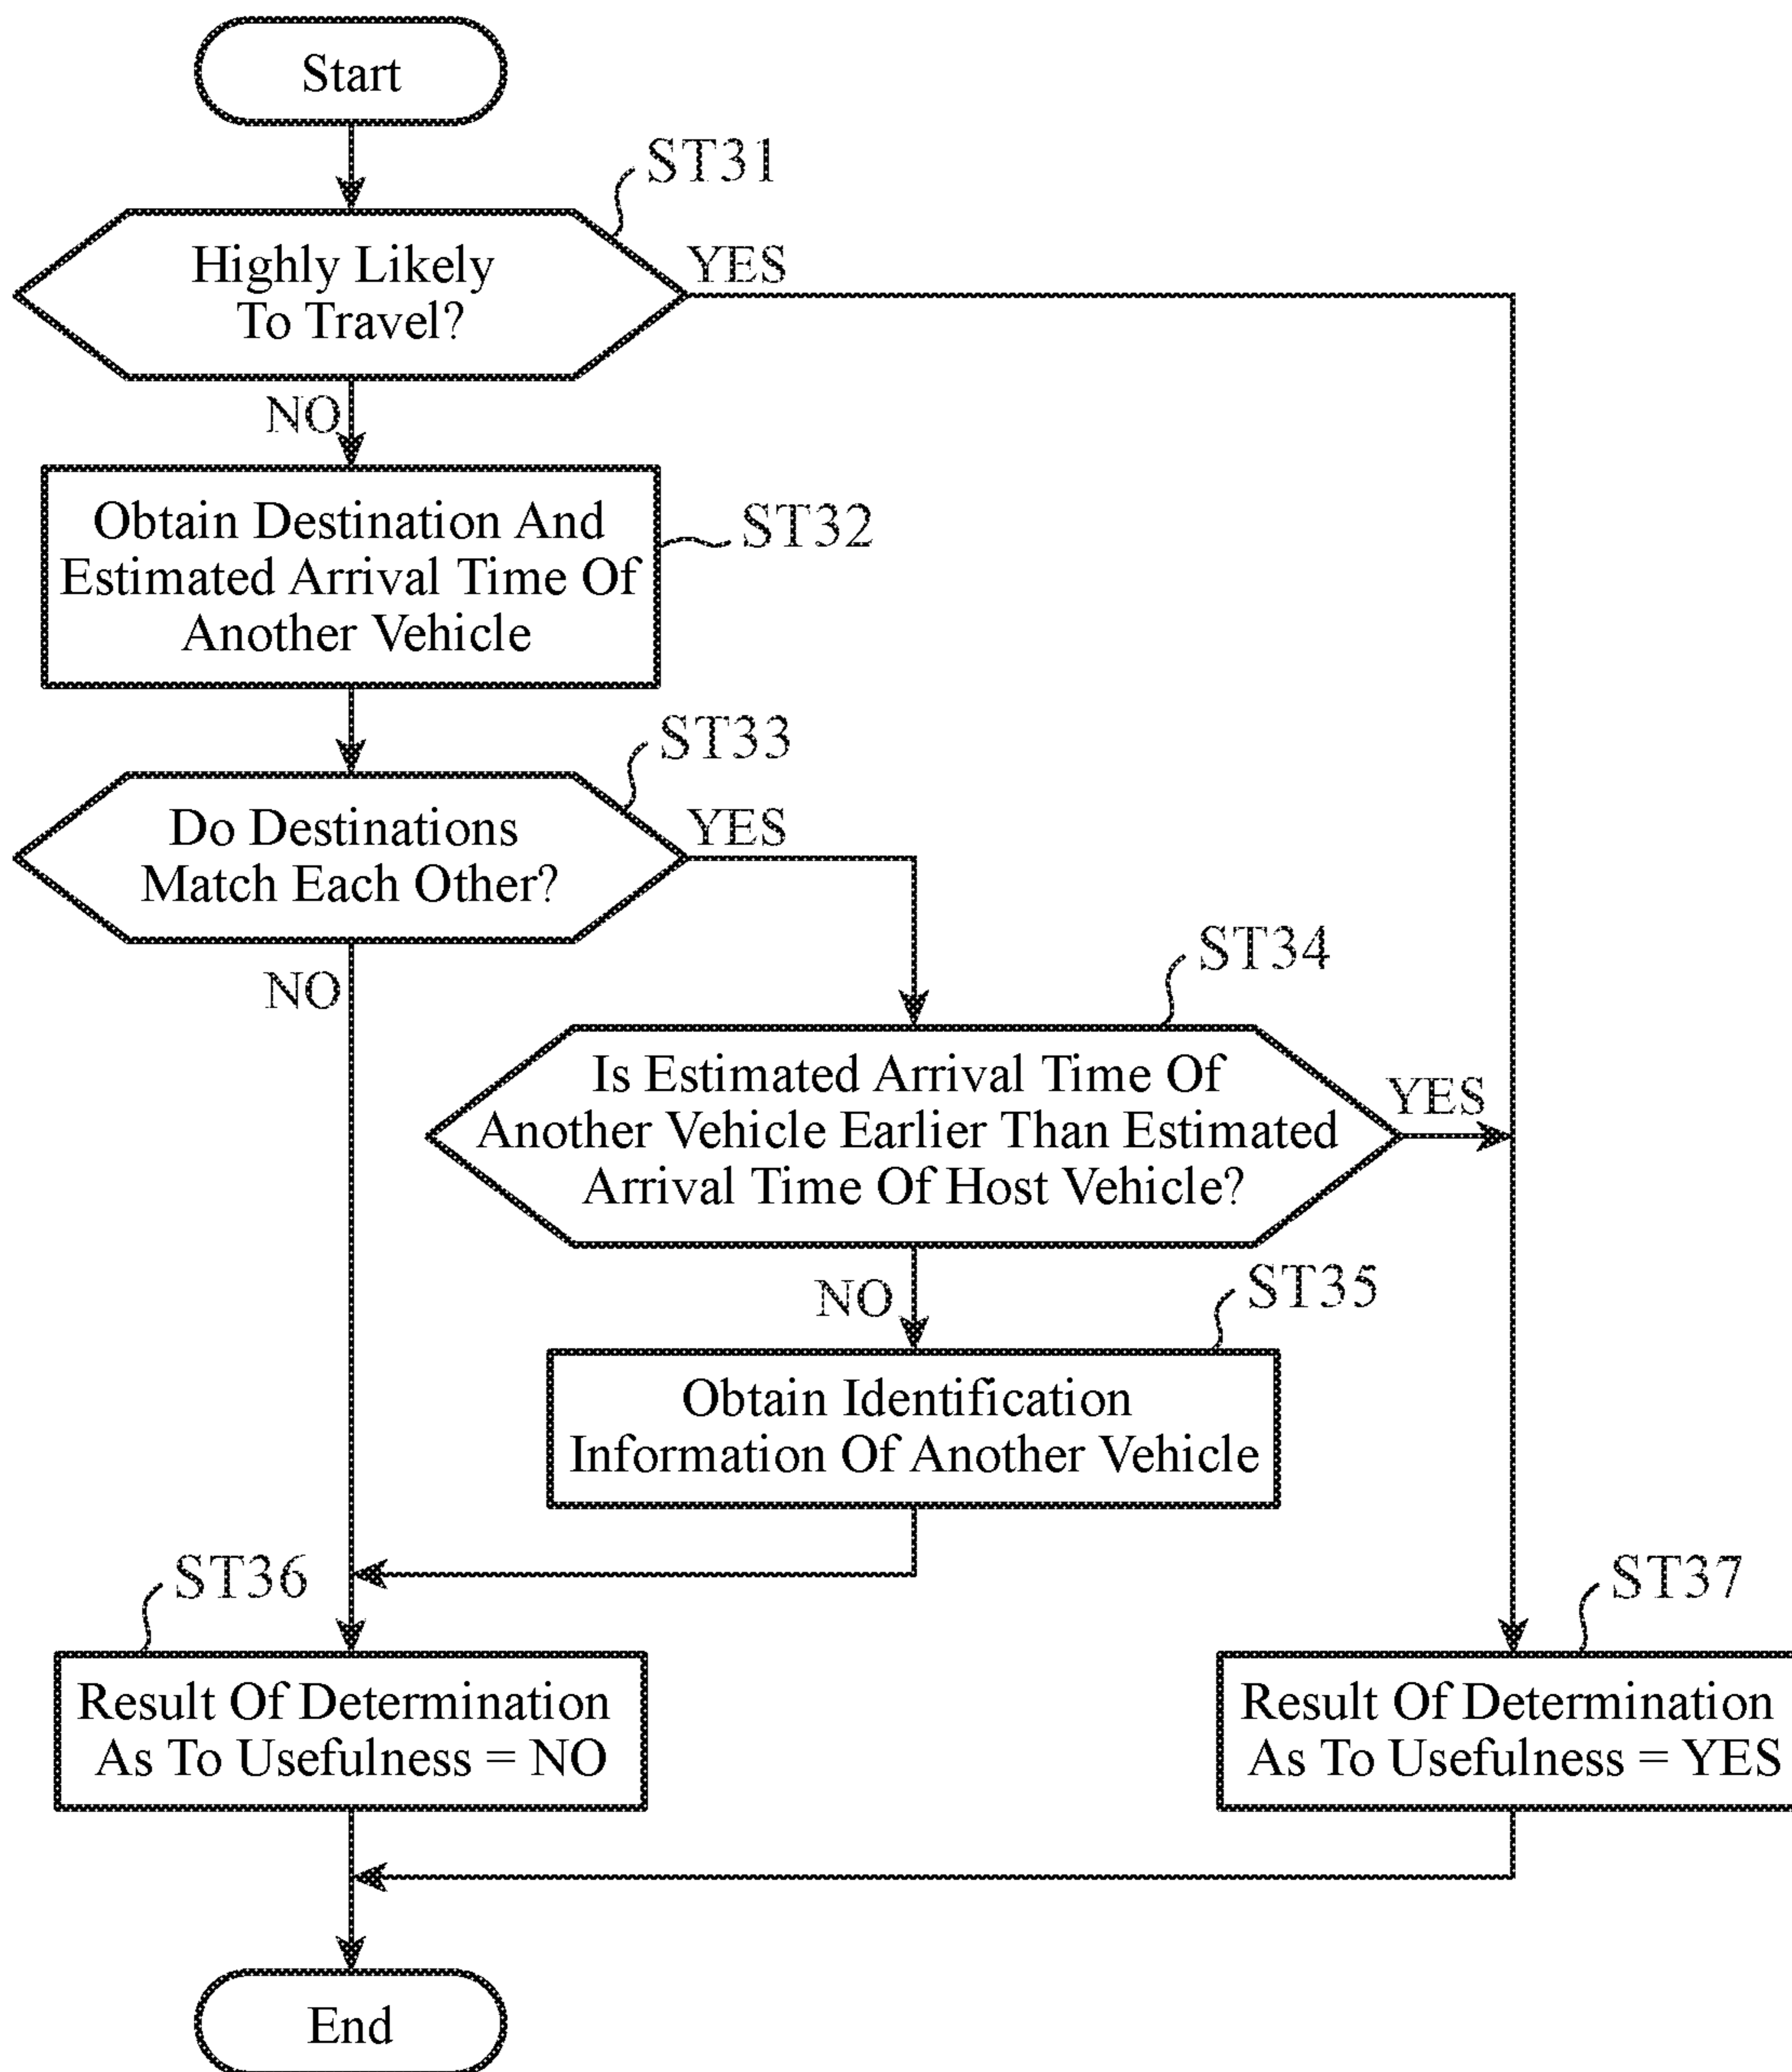 Start
ST31
Highly Likely
To Travel?
YES
NO
Obtain Destination And
Estimated Arrival Time Of
Another Vehicle
ST32
ST33
Do Destinations
Match Each Other?
YES
NO
ST34
Is Estimated Arrival Time Of
Another Vehicle Earlier Than Estimated
Arrival Time Of Host Vehicle?
YES
NO
ST35
Obtain Identification
Information Of Another Vehicle
ST36
Result Of Determination
As To Usefulness = NO
ST37
Result Of Determination
As To Usefulness = YES
End